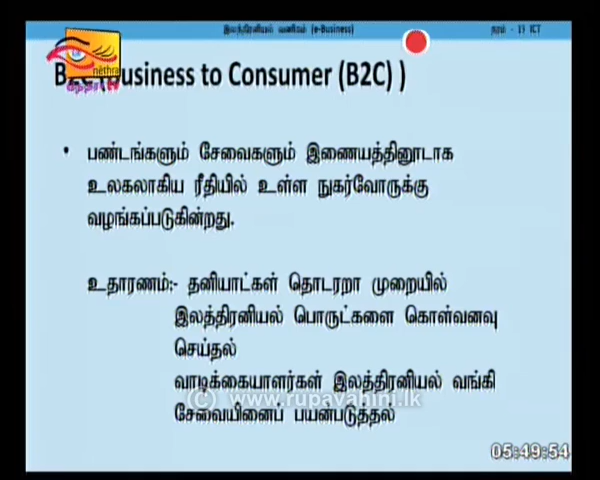 இலத்திரனியல் வணிகம் (e-Business)
தரம் - 13 ICT
nethra
B2C (Business to Consumer (B2C) )
• பண்டங்களும் சேவைகளும் இணையத்தினூடாக
உலகலாகிய ரீதியில் உள்ள நுகர்வோருக்கு
வழங்கப்படுகின்றது.
உதாரணம்:- தனியாட்கள் தொடரறா முறையில்
இலத்திரனியல் பொருட்களை கொள்வனவு
செய்தல்
வாடிக்கையாளர்கள் இலத்திரனியல் வங்கி
சேவையினைப் பயன்படுத்தல்
© www.rupavahini.lk
05:49:54